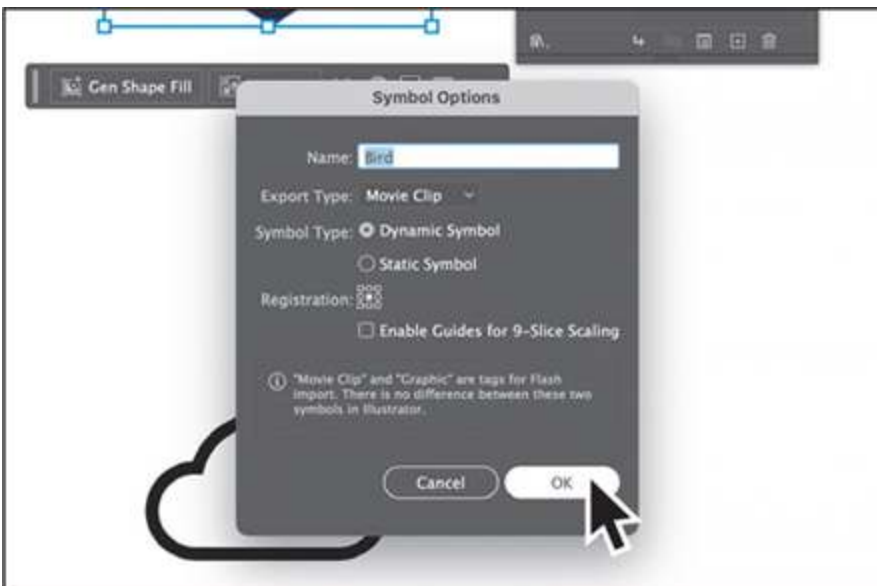 Gen Shape Fill
Symbol Options
Name: Bird
Export Type: Movie Clip
Symbol Type: Dynamic Symbol
Static Symbol
Registration:
Enable Guides for 9-Slice Scaling
"Movie Clip" and "Graphic" are tags for Flash
import. There is no difference between these two
symbols in Illustrator.
Cancel OK